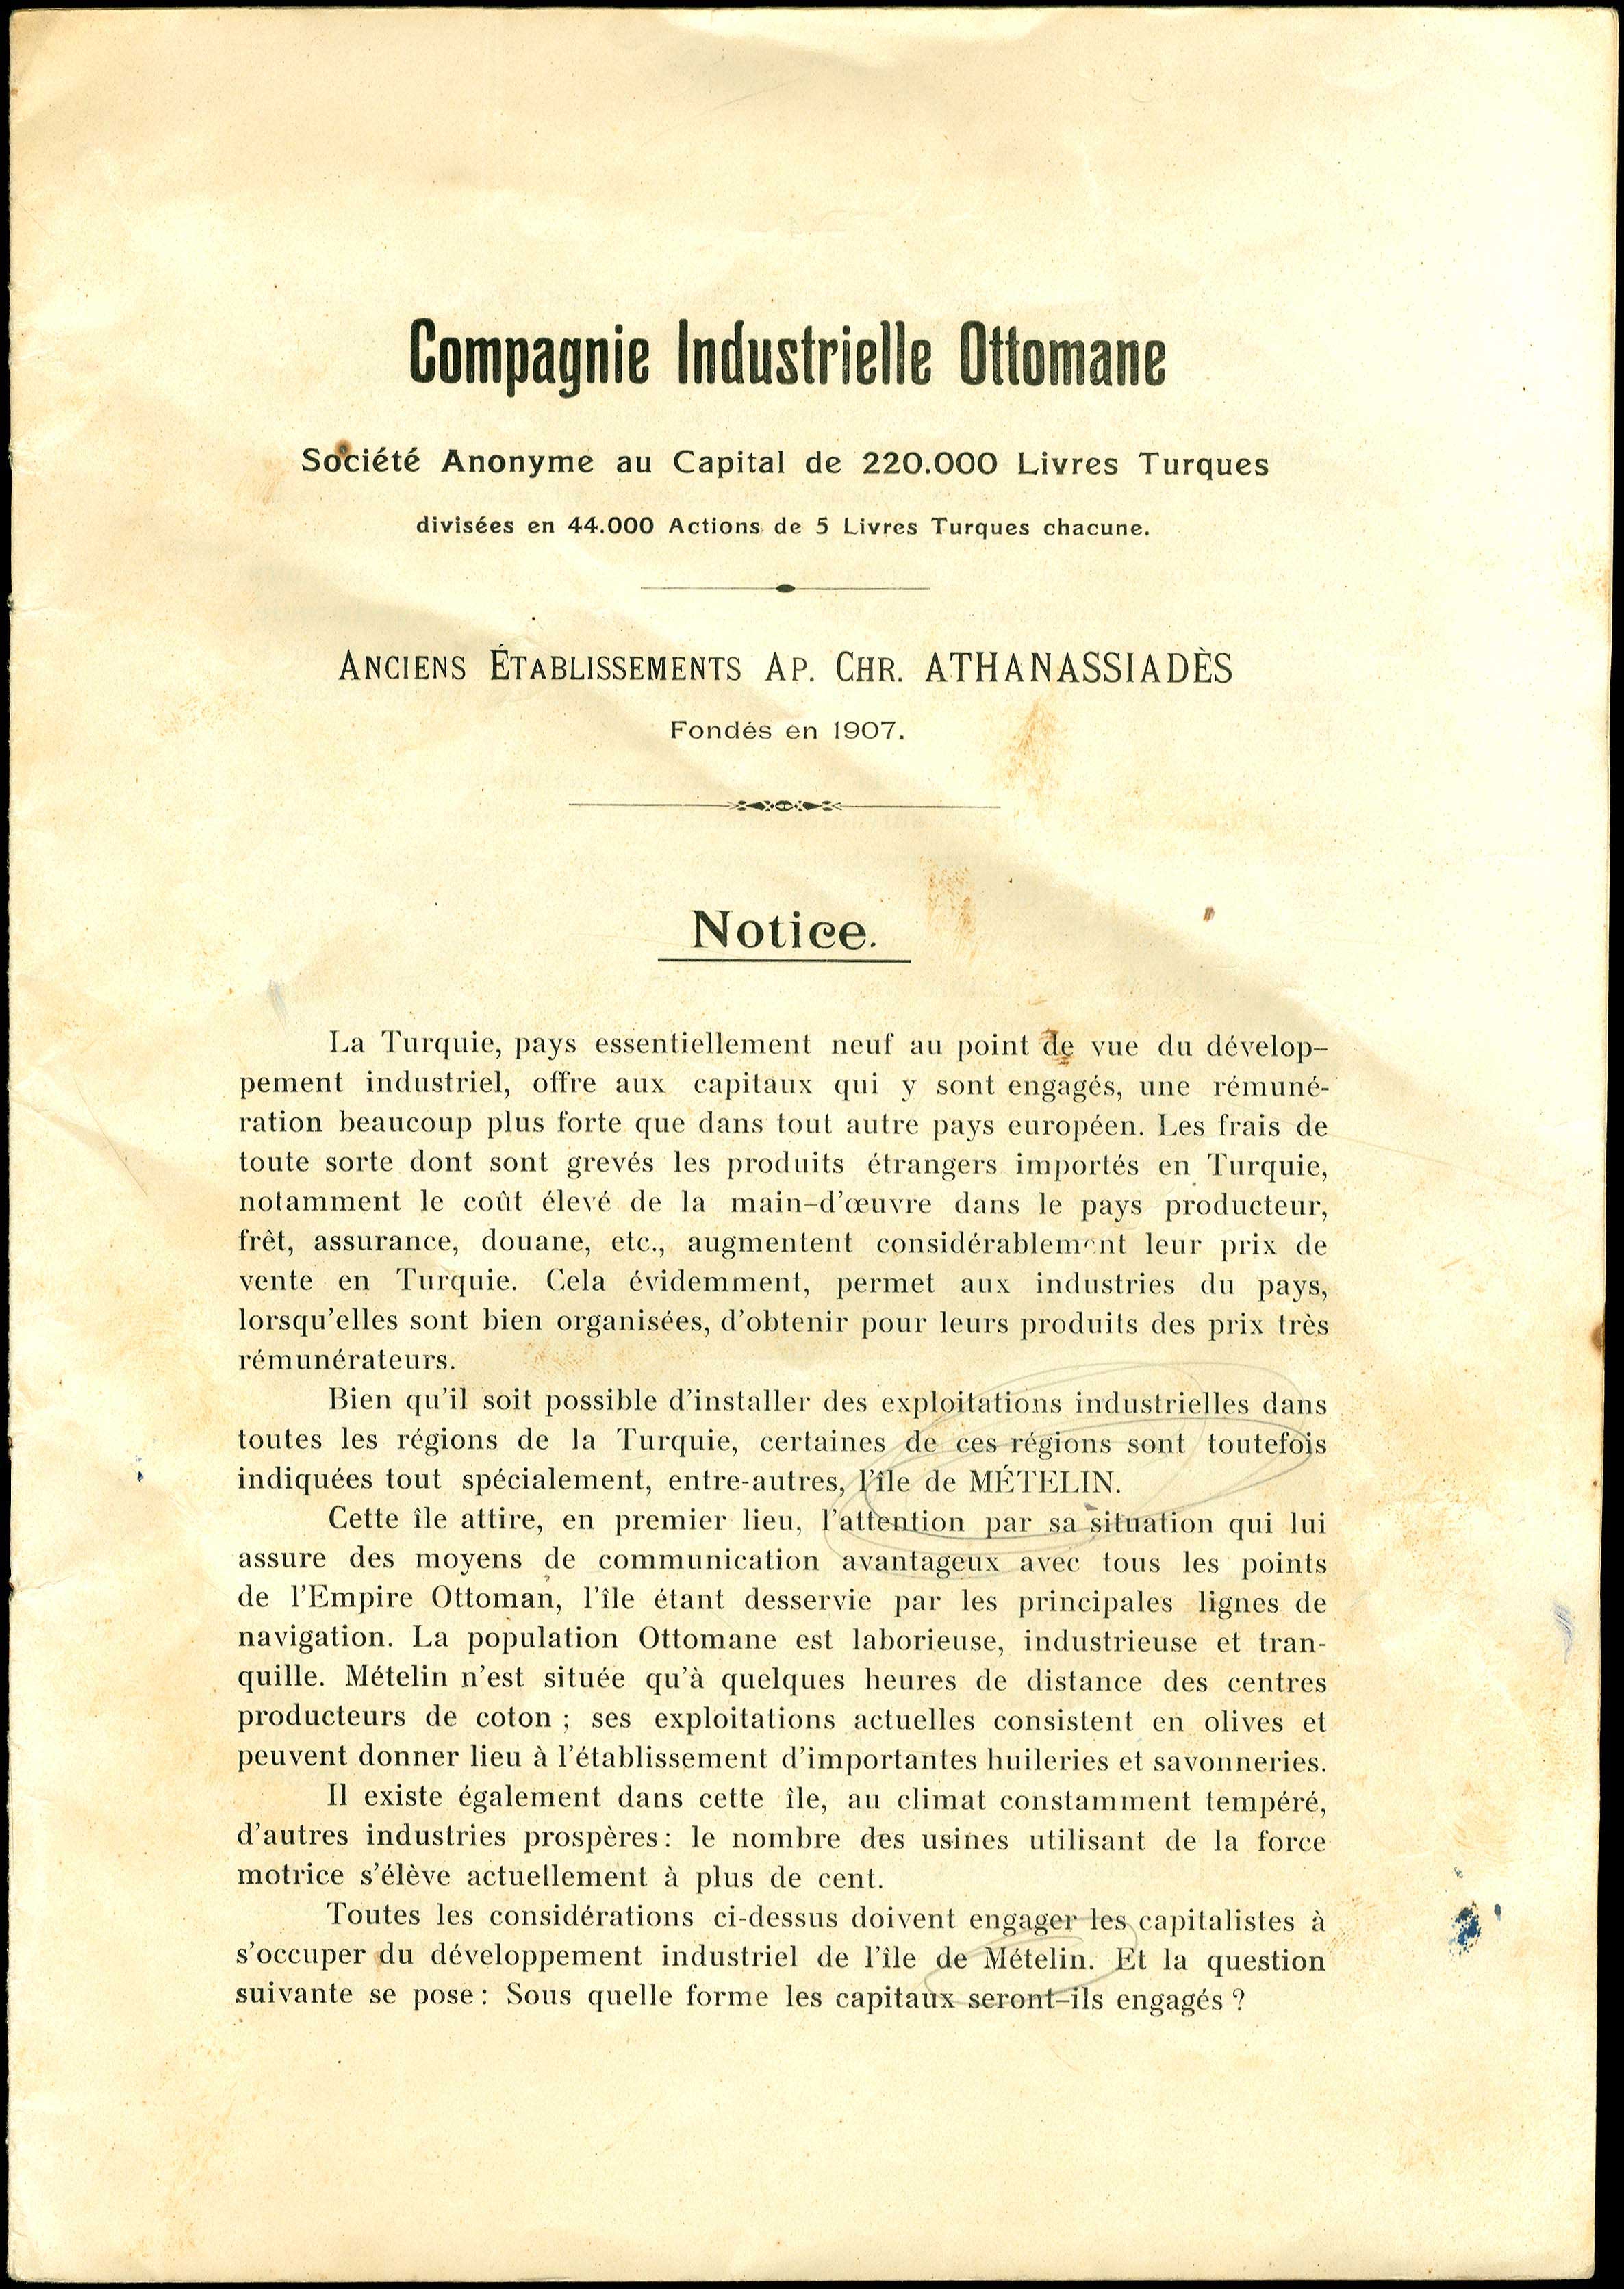 Compagnie Industrielle Ottomane
Société Anonyme au Capital de 220.000 Livres Turques
divisées en 44.000 Actions de 5 Livres Turques chacune.
ANCIENS ÉTABLISSEMENTS AP. CHR. ATHANASSIADÈS
Fondés en 1907.
Notice.
La Turquie, pays essentiellement neuf au point de vue du dévelop-
pement industriel, offre aux capitaux qui y sont engagés, une rémuné-
ration beaucoup plus forte que dans tout autre pays européen. Les frais de
toute sorte dont sont grevés les produits étrangers importés en Turquie,
notamment le coût élevé de la main-d'œuvre dans le pays producteur,
frêt, assurance, douane, etc., augmentent considérablement leur prix de
vente en Turquie. Cela évidemment, permet aux industries du pays,
lorsqu'elles sont bien organisées, d'obtenir pour leurs produits des prix très
rémunérateurs.
Bien qu'il soit possible d'installer des exploitations industrielles dans
toutes les régions de la Turquie, certaines de ces régions sont toutefois
indiquées tout spécialement, entre-autres, l'île de MÉTELIN.
Cette île attire, en premier lieu, l'attention par sa situation qui lui
assure des moyens de communication avantageux avec tous les points
de l'Empire Ottoman, l'île étant desservie par les principales lignes de
navigation. La population Ottomane est laborieuse, industrieuse et tran-
quille. Mételin n'est située qu'à quelques heures de distance des centres
producteurs de coton ; ses exploitations actuelles consistent en olives et
peuvent donner lieu à l'établissement d'importantes huileries et savonneries.
Il existe également dans cette île, au climat constamment tempéré,
d'autres industries prospères : le nombre des usines utilisant de la force
motrice s'élève actuellement à plus de cent.
Toutes les considérations ci-dessus doivent engager les capitalistes à
s'occuper du développement industriel de l'île de Mételin. Et la question
suivante se pose : Sous quelle forme les capitaux seront-ils engagés ?